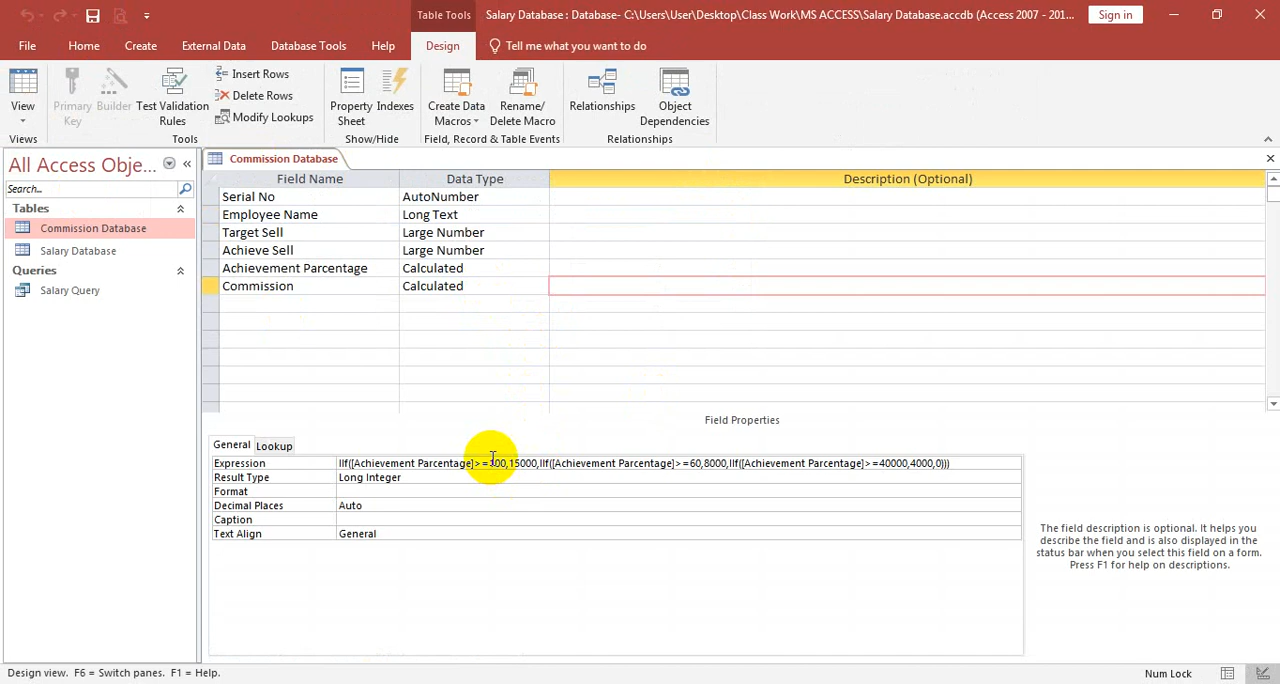 Table Tools
Salary Database : Database- C:\Users\User\Desktop\Class Work\MS ACCESS\Salary Database.accdb (Access 2007 - 201...
Sign in
File Home Create External Data Database Tools Help Design Tell me what you want to do
View
Primary Key
Builder
Test Validation Rules
Insert Rows
Delete Rows
Modify Lookups
Property Sheet
Indexes
Create Data Macros
Rename/ Delete Macro
Relationships
Object Dependencies
Views Tools Show/Hide Field, Record & Table Events Relationships
All Access Obje...
Search...
Tables
Commission Database
Salary Database
Queries
Salary Query
Commission Database
Field Name Data Type Description (Optional)
Serial No AutoNumber
Employee Name Long Text
Target Sell Large Number
Achieve Sell Large Number
Achievement Parcentage Calculated
Commission Calculated
Field Properties
General Lookup
Expression IIf([Achievement Parcentage]>=100,15000,IIf([Achievement Parcentage]>=60,8000,IIf([Achievement Parcentage]>=40000,4000,0)))
Result Type Long Integer
Format
Decimal Places Auto
Caption
Text Align General
The field description is optional. It helps you
describe the field and is also displayed in the
status bar when you select this field on a form.
Press F1 for help on descriptions.
Design view. F6 = Switch panes. F1 = Help.
Num Lock